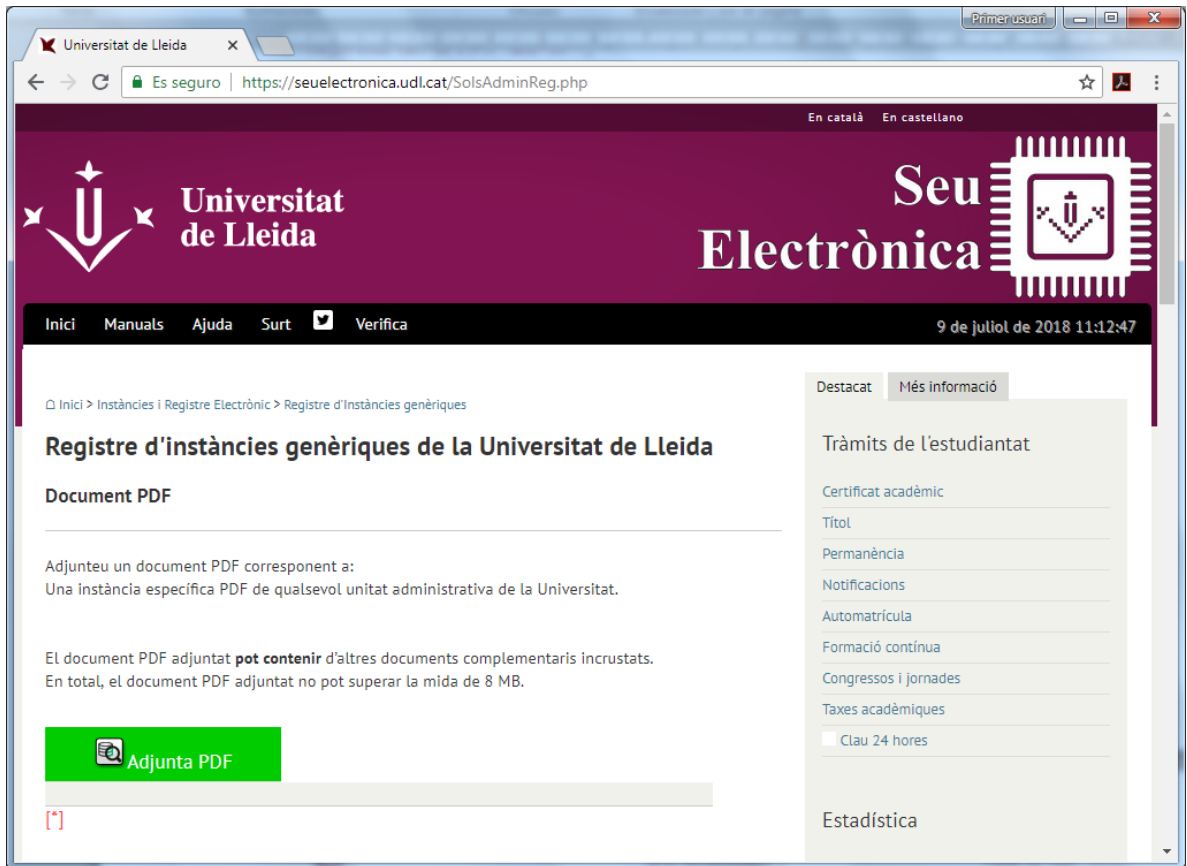 Primer usuari
Universitat de Lleida
Es seguro | https://seuelectronica.udl.cat/SolsAdminReg.php
En català En castellano
Universitat
de Lleida
Seu
Electrònica
Inici Manuals Ajuda Surt Verifica
9 de juliol de 2018 11:12:47
Inici > Instàncies i Registre Electrònic > Registre d'Instàncies genèriques
Registre d'instàncies genèriques de la Universitat de Lleida
Document PDF
Adjunteu un document PDF corresponent a:
Una instància específica PDF de qualsevol unitat administrativa de la Universitat.
El document PDF adjuntat pot contenir d'altres documents complementaris incrustats.
En total, el document PDF adjuntat no pot superar la mida de 8 MB.
Adjunta PDF
[*]
Destacat Més informació
Tràmits de l'estudiantat
Certificat acadèmic
Títol
Permanència
Notificacions
Automatrícula
Formació contínua
Congressos i jornades
Taxes acadèmiques
Clau 24 hores
Estadística